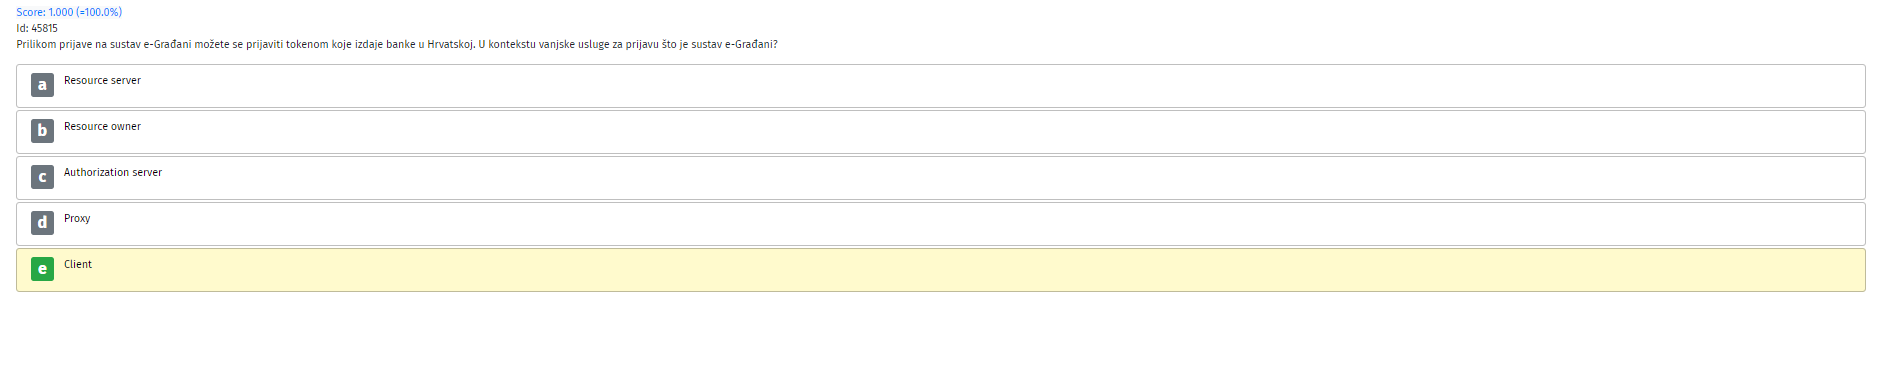 Score: 1.000 (=100.0%)
Id: 45815
Prilikom prijave na sustav e-Građani možete se prijaviti tokenom koje izdaje banke u Hrvatskoj. U kontekstu vanjske usluge za prijavu što je sustav e-Građani?
a Resource server
b Resource owner
c Authorization server
d Proxy
e Client